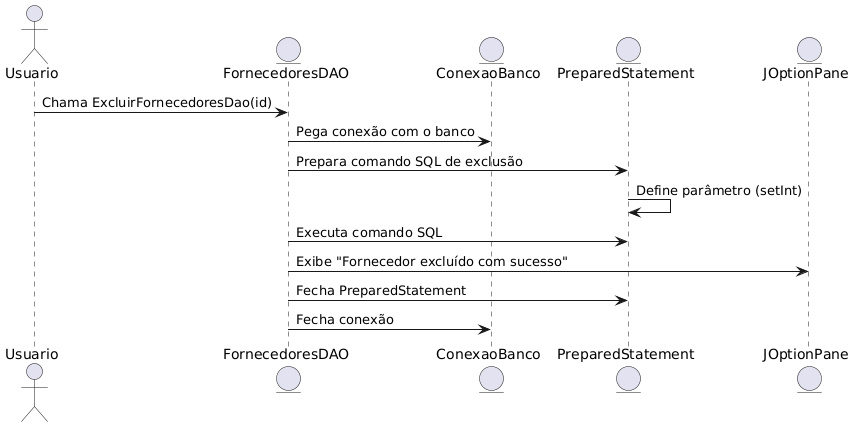 Usuario
FornecedoresDAO
ConexaoBanco
PreparedStatement
JOptionPane
Chama ExcluirFornecedoresDao(id)
Pega conexão com o banco
Prepara comando SQL de exclusão
Define parâmetro (setInt)
Executa comando SQL
Exibe "Fornecedor excluído com sucesso"
Fecha PreparedStatement
Fecha conexão
Usuario
FornecedoresDAO
ConexaoBanco
PreparedStatement
JOptionPane